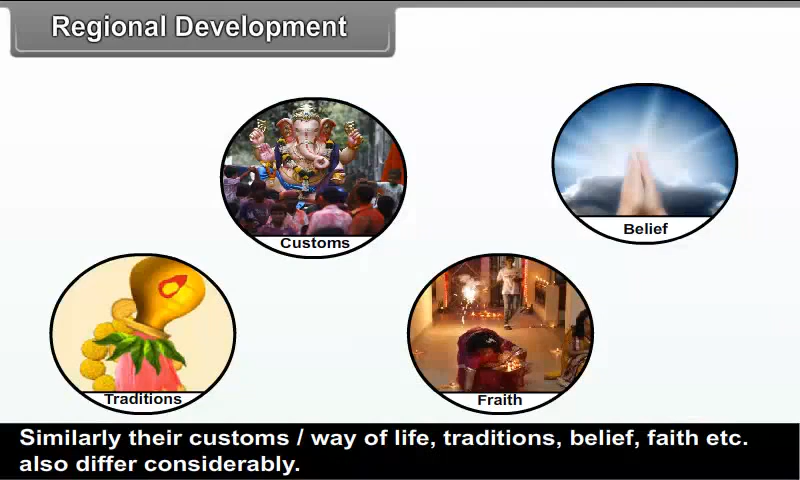 Regional Development
Customs
Belief
Traditions
Fraith
Similarly their customs / way of life, traditions, belief, faith etc.
also differ considerably.